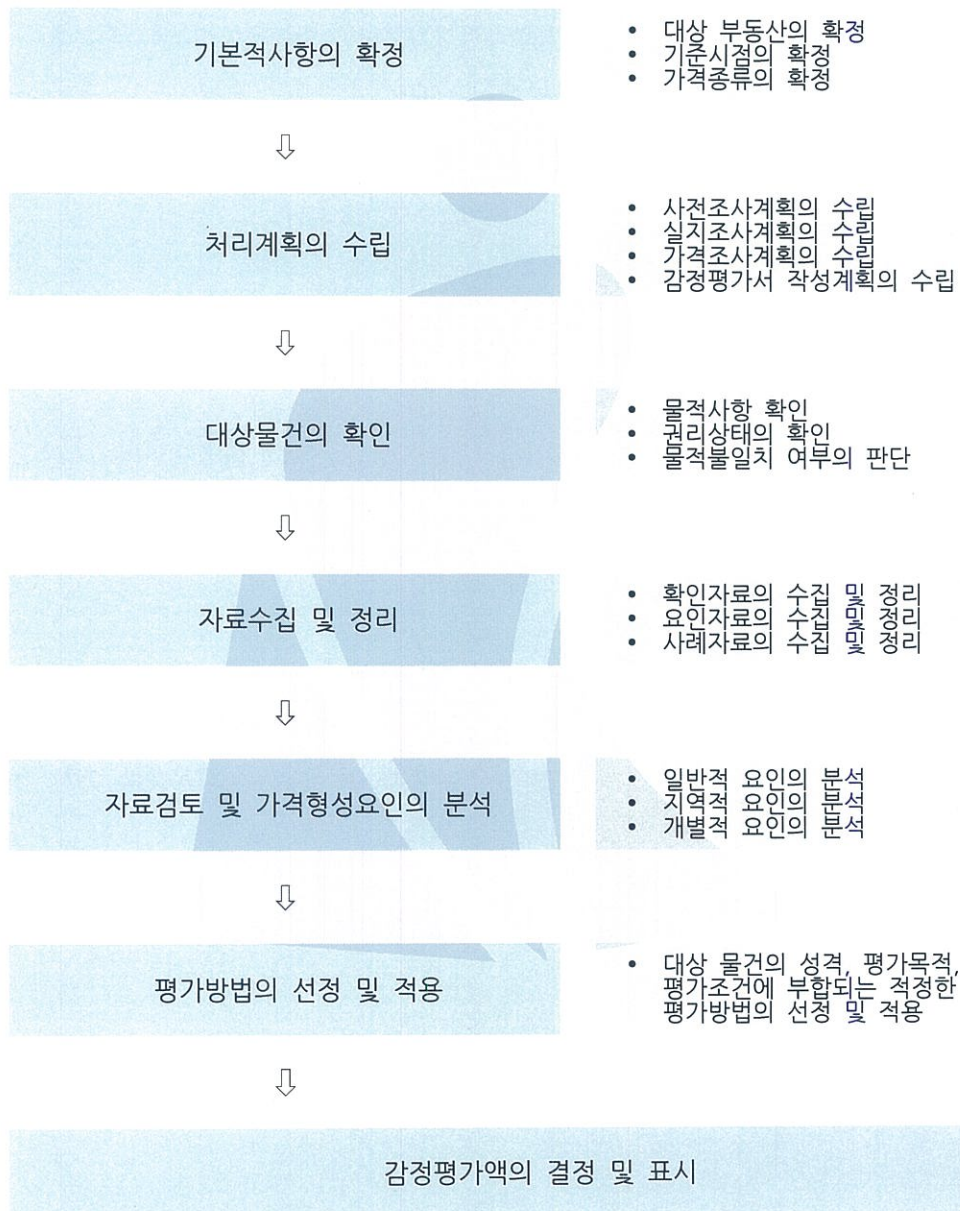 기본적사항의 확정
• 대상 부동산의 확정
• 기준시점의 확정
• 가격종류의 확정
⇩
처리계획의 수립
• 사전조사계획의 수립
• 실지조사계획의 수립
• 가격조사계획의 수립
• 감정평가서 작성계획의 수립
⇩
대상물건의 확인
• 물적사항 확인
• 권리상태의 확인
• 물적불일치 여부의 판단
⇩
자료수집 및 정리
• 확인자료의 수집 및 정리
• 요인자료의 수집 및 정리
• 사례자료의 수집 및 정리
⇩
자료검토 및 가격형성요인의 분석
• 일반적 요인의 분석
• 지역적 요인의 분석
• 개별적 요인의 분석
⇩
평가방법의 선정 및 적용
• 대상 물건의 성격, 평가목적,
평가조건에 부합되는 적정한
평가방법의 선정 및 적용
⇩
감정평가액의 결정 및 표시